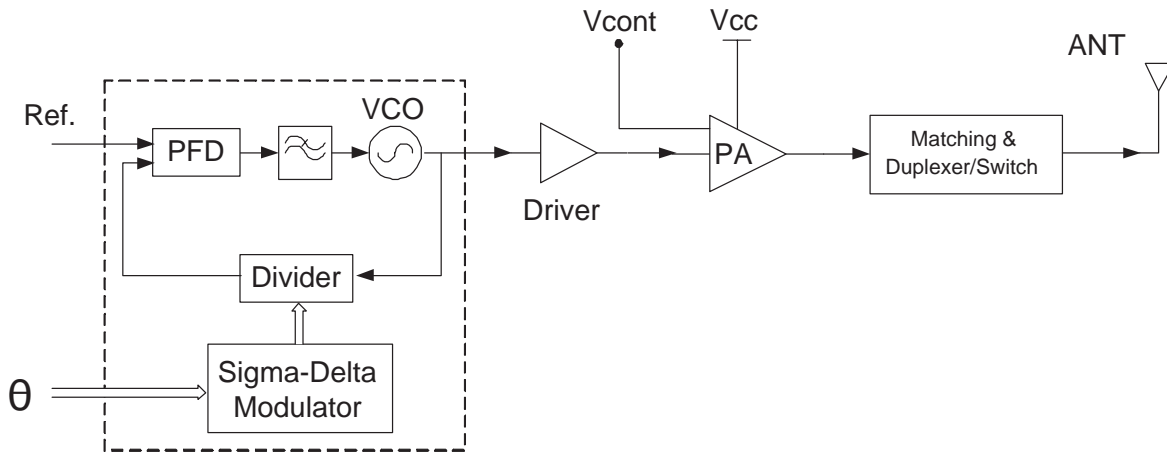 Vcont
Vcc
ANT
Ref.
VCO
PFD
PA
Matching &
Duplexer/Switch
Driver
Divider
Sigma-Delta
Modulator
θ